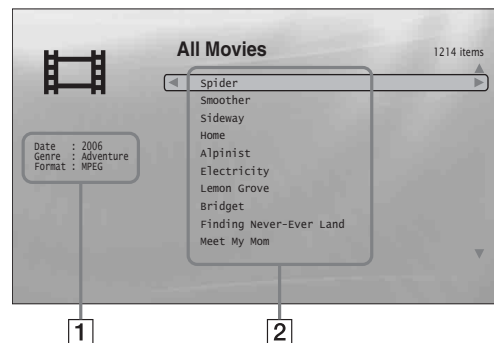 All Movies
1214 items
Spider
Smoother
Sideway
Home
Alpinist
Electricity
Lemon Grove
Bridget
Finding Never-Ever Land
Meet My Mom
Date : 2006
Genre : Adventure
Format : MPEG
1
2